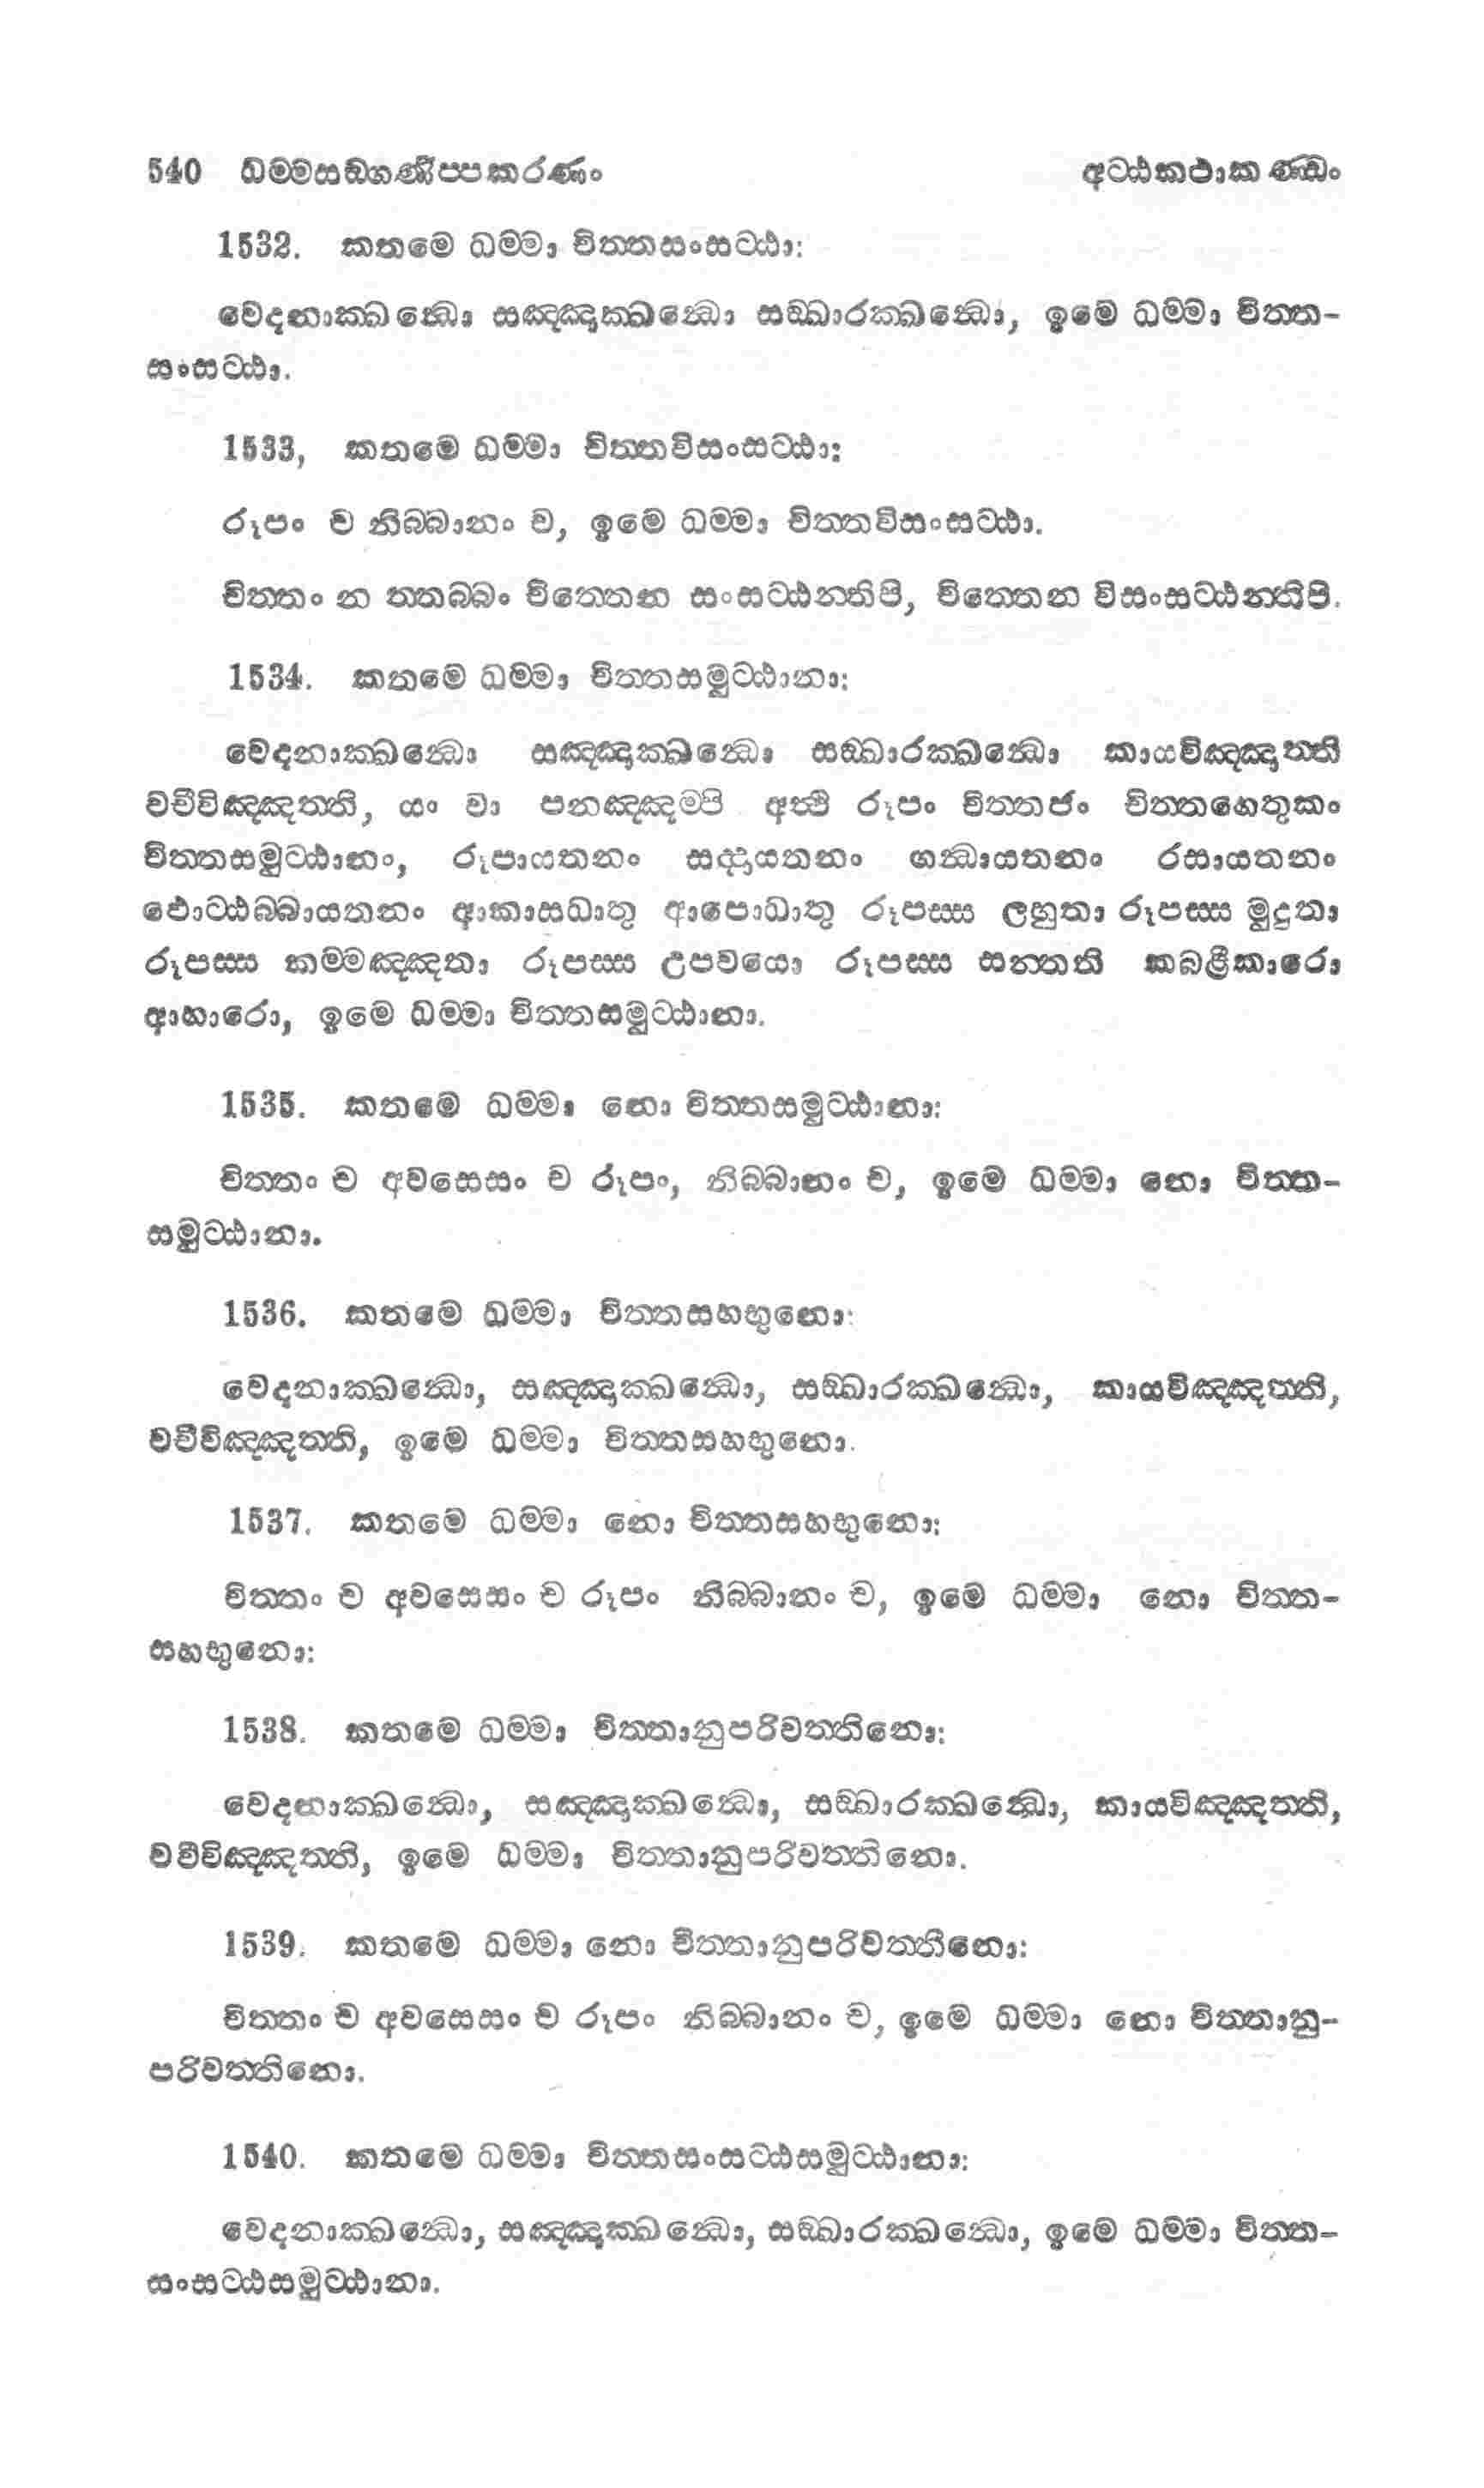 540 ධම්මසඞ්ගණිප්පකරණං අට්ඨකථාකණ්ඩං
1532. කතමෙ ධම්මා චිත්තසංසට්ඨා:
වෙදනාක්ඛන්ධො සඤ්ඤාක්ඛන්ධො සඞ්ඛාරක්ඛන්ධො, ඉමෙ ධම්මා චිත්ත-
සංසට්ඨා.
1533, කතමෙ ධම්මා චිත්තවිසංසට්ඨා:
රූපං ච නිබ්බානං ච, ඉමෙ ධම්මා චිත්තවිසංසට්ඨා.
චිත්තං න තත්බබං චිත්තෙන සංසට්ඨන්තිපි, චිත්තෙන විසංසට්ඨන්තිපි.
1534. කතමෙ ධම්මා චිත්තසමුට්ඨානා:
වෙදනාක්ඛන්ධො සඤ්ඤාක්ඛන්ධො සඞ්ඛාරක්ඛන්ධො කායවිඤ්ඤත්ති
වචීවිඤ්ඤත්ති, යං වා පනඤ්ඤම්පි අත්ථි රූපං චිත්තජං චිත්තහෙතුකං
චිත්තසමුට්ඨානං, රූපායතනං සද්දායතනං ගන්ධායතනං රසායතනං
ඵොට්ඨබ්බායතනං ආකාසධාතු ආපොධාතු රූපස්ස ලහුතා රූපස්ස මුදුතා
රූපස්ස කම්මඤ්ඤතා රූපස්ස උපචයො රූපස්ස සන්තති කබළීකාරො
ආහාරො, ඉමෙ ධම්මා චිත්තසමුට්ඨානා.
1535. කතමෙ ධම්මා නො චිත්තසමුට්ඨානා:
චිත්තං ච අවසෙසං ච රූපං, නිබ්බානං ච, ඉමෙ ධම්මා නො චිත්ත-
සමුට්ඨානා.
1536. කතමෙ ධම්මා චිත්තසහභුනො:
වෙදනාක්ඛන්ධො, සඤ්ඤාක්ඛන්ධො, සඞ්ඛාරක්ඛන්ධො, කායවිඤ්ඤත්ති,
වචීවිඤ්ඤත්ති, ඉමෙ ධම්මා චිත්තසහභුනො.
1537. කතමෙ ධම්මා නො චිත්තසහභුනො:
චිත්තං ච අවසෙසං ච රූපං නිබ්බානං ච, ඉමෙ ධම්මා නො චිත්ත-
සහභුනො:
1538. කතමෙ ධම්මා චිත්තානුපරිවත්තිනො:
වෙදනාක්ඛන්ධො, සඤ්ඤාක්ඛන්ධො, සඞ්ඛාරක්ඛන්ධො, කායවිඤ්ඤත්ති,
වචීවිඤ්ඤත්ති, ඉමෙ ධම්මා චිත්තානුපරිවත්තිනො.
1539. කතමෙ ධම්මා නො චිත්තානුපරිවත්තිනො:
චිත්තං ච අවසෙසං ච රූපං නිබ්බානං ච, ඉමෙ ධම්මා නො චිත්තානු-
පරිවත්තිනො.
1540. කතමෙ ධම්මා චිත්තසංසට්ඨසමුට්ඨානා:
වෙදනාක්ඛන්ධො, සඤ්ඤාක්ඛන්ධො, සඞ්ඛාරක්ඛන්ධො, ඉමෙ ධම්මා චිත්ත-
සංසට්ඨසමුට්ඨානා.